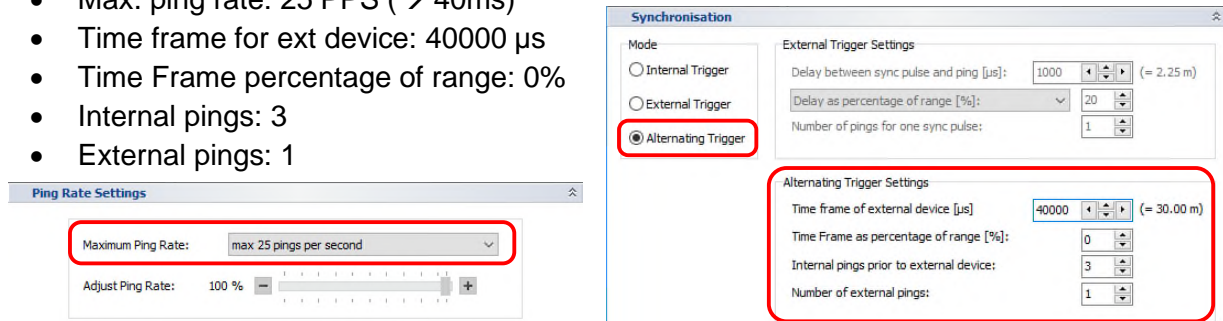 • Max. ping rate: 25 PPS ( → 40ms)
• Time frame for ext device: 40000 µs
• Time Frame percentage of range: 0%
• Internal pings: 3
• External pings: 1
Ping Rate Settings
Maximum Ping Rate: max 25 pings per second
Adjust Ping Rate: 100 % − +
Synchronisation
Mode
Internal Trigger
External Trigger
Alternating Trigger
External Trigger Settings
Delay between sync pulse and ping [µs]: 1000 (= 2.25 m)
Delay as percentage of range [%]: 20
Number of pings for one sync pulse: 1
Alternating Trigger Settings
Time frame of external device [µs] 40000 (= 30.00 m)
Time Frame as percentage of range [%]: 0
Internal pings prior to external device: 3
Number of external pings: 1